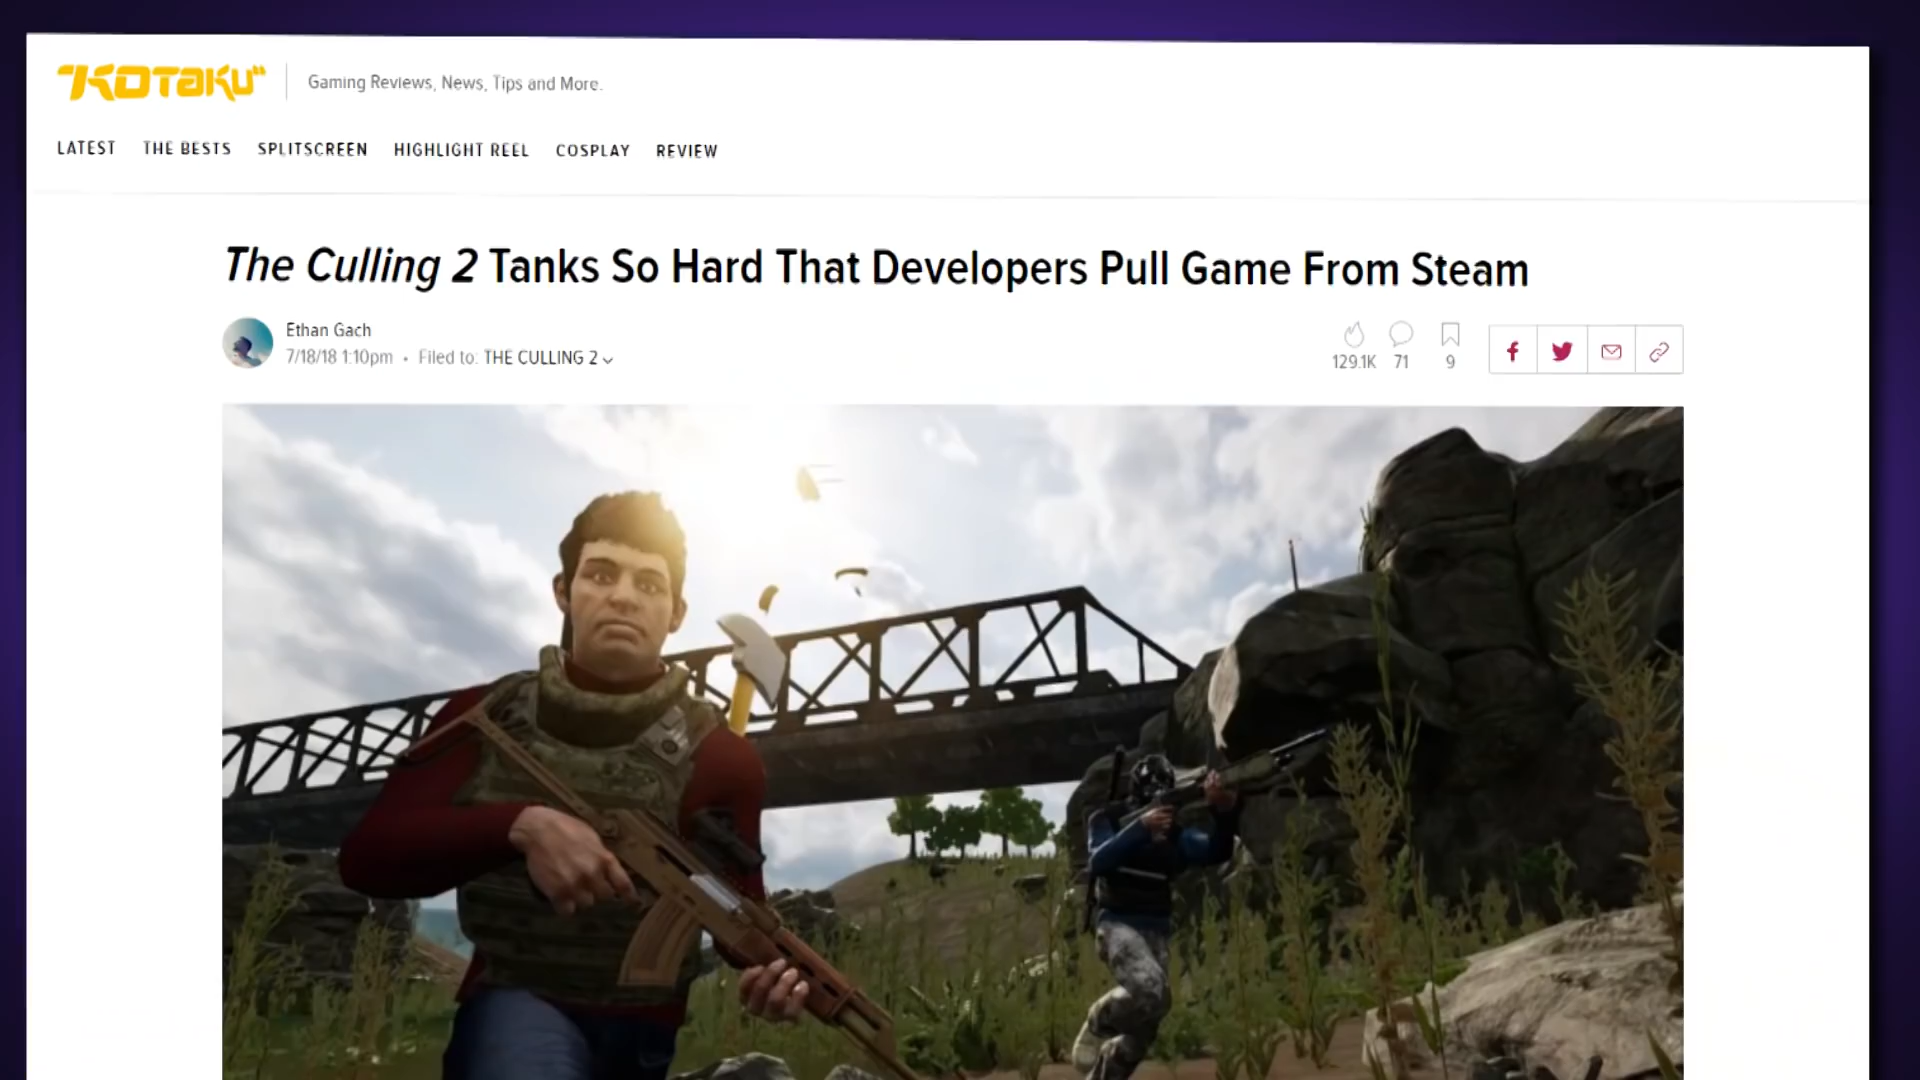 KOTAKU
Gaming Reviews, News, Tips and More.
LATEST THE BESTS SPLITSCREEN HIGHLIGHT REEL COSPLAY REVIEW
The Culling 2 Tanks So Hard That Developers Pull Game From Steam
Ethan Gach
7/18/18 1:10pm • Filed to: THE CULLING 2
129.1K 71 9